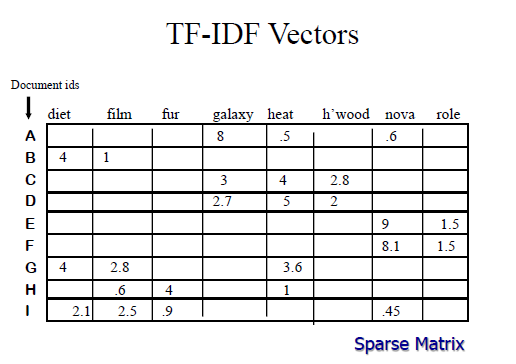 TF-IDF Vectors
Document ids
diet film fur galaxy heat h'wood nova role
A 8 .5 .6
B 4 1
C 3 4 2.8
D 2.7 5 2
E 9 1.5
F 8.1 1.5
G 4 2.8 3.6
H .6 4 1
I 2.1 2.5 .9 .45
Sparse Matrix